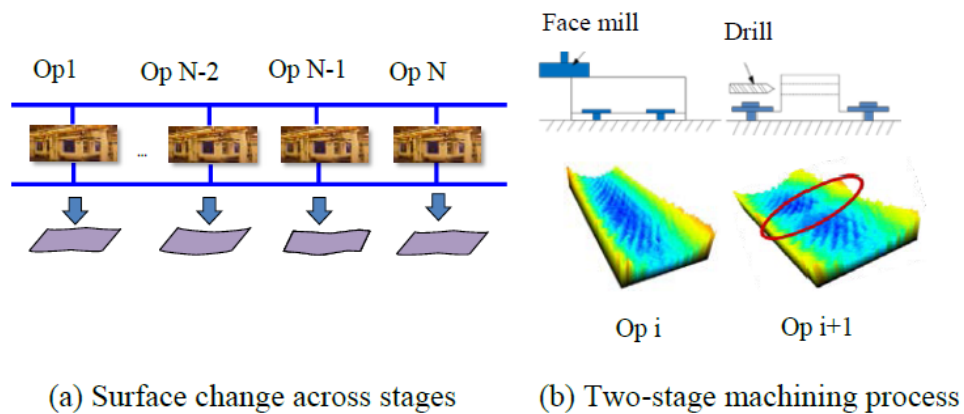 Op1
Op N-2
Op N-1
Op N
...
Face mill
Drill
Op i
Op i+1
(a) Surface change across stages
(b) Two-stage machining process